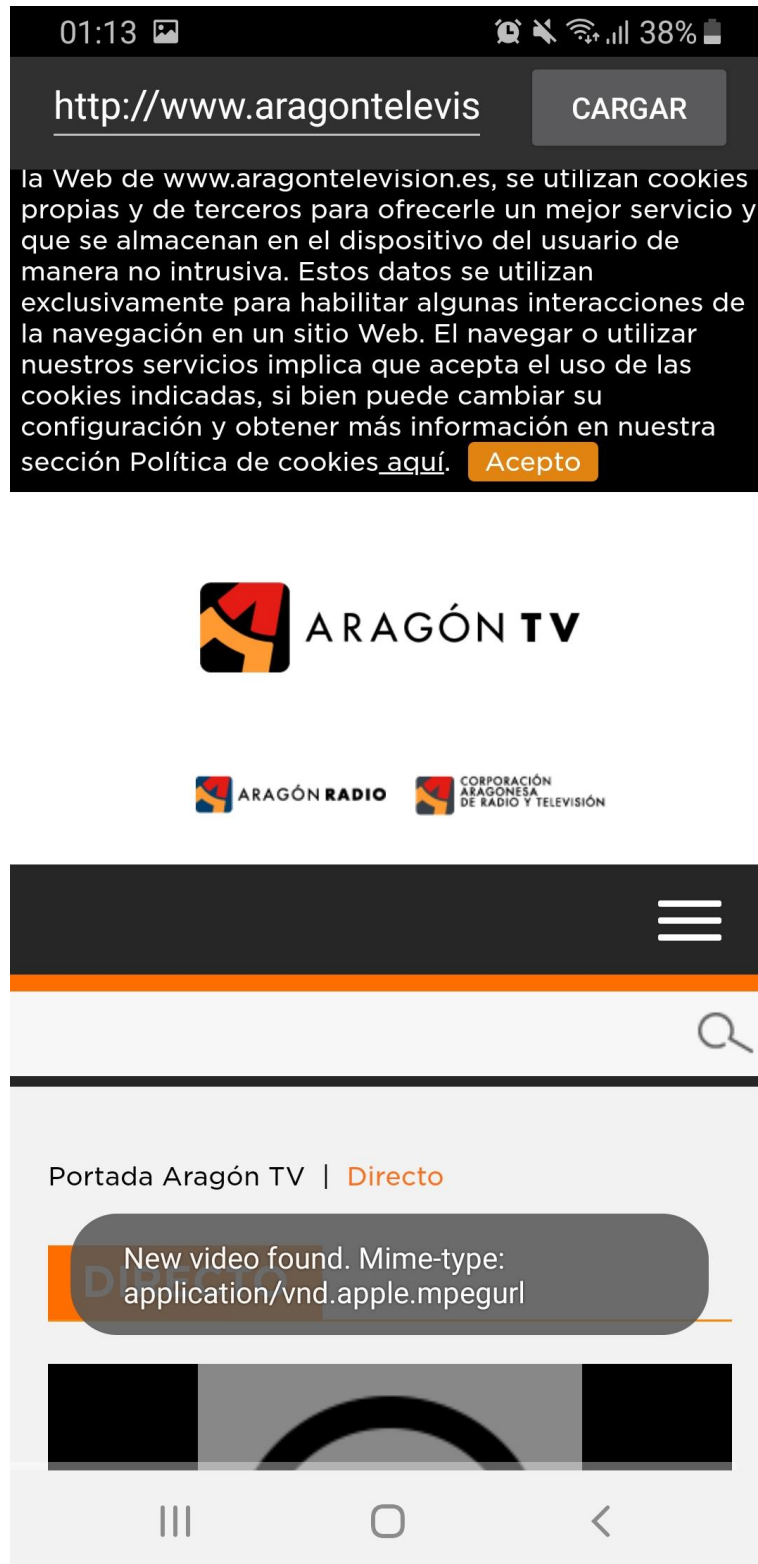 01:13
38%
http://www.aragontelevis
CARGAR
la Web de www.aragontelevision.es, se utilizan cookies
propias y de terceros para ofrecerle un mejor servicio y
que se almacenan en el dispositivo del usuario de
manera no intrusiva. Estos datos se utilizan
exclusivamente para habilitar algunas interacciones de
la navegación en un sitio Web. El navegar o utilizar
nuestros servicios implica que acepta el uso de las
cookies indicadas, si bien puede cambiar su
configuración y obtener más información en nuestra
sección Política de cookies aquí. Acepto
ARAGÓN TV
ARAGÓN RADIO
CORPORACIÓN
ARAGONESA
DE RADIO Y TELEVISIÓN
Portada Aragón TV | Directo
DIRECTO
New video found. Mime-type:
application/vnd.apple.mpegurl